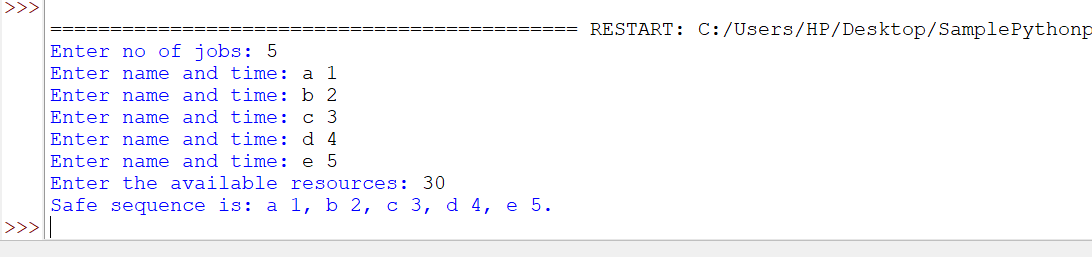 >>>
============================================ RESTART: C:/Users/HP/Desktop/SamplePythonp
Enter no of jobs: 5
Enter name and time: a 1
Enter name and time: b 2
Enter name and time: c 3
Enter name and time: d 4
Enter name and time: e 5
Enter the available resources: 30
Safe sequence is: a 1, b 2, c 3, d 4, e 5.
>>>